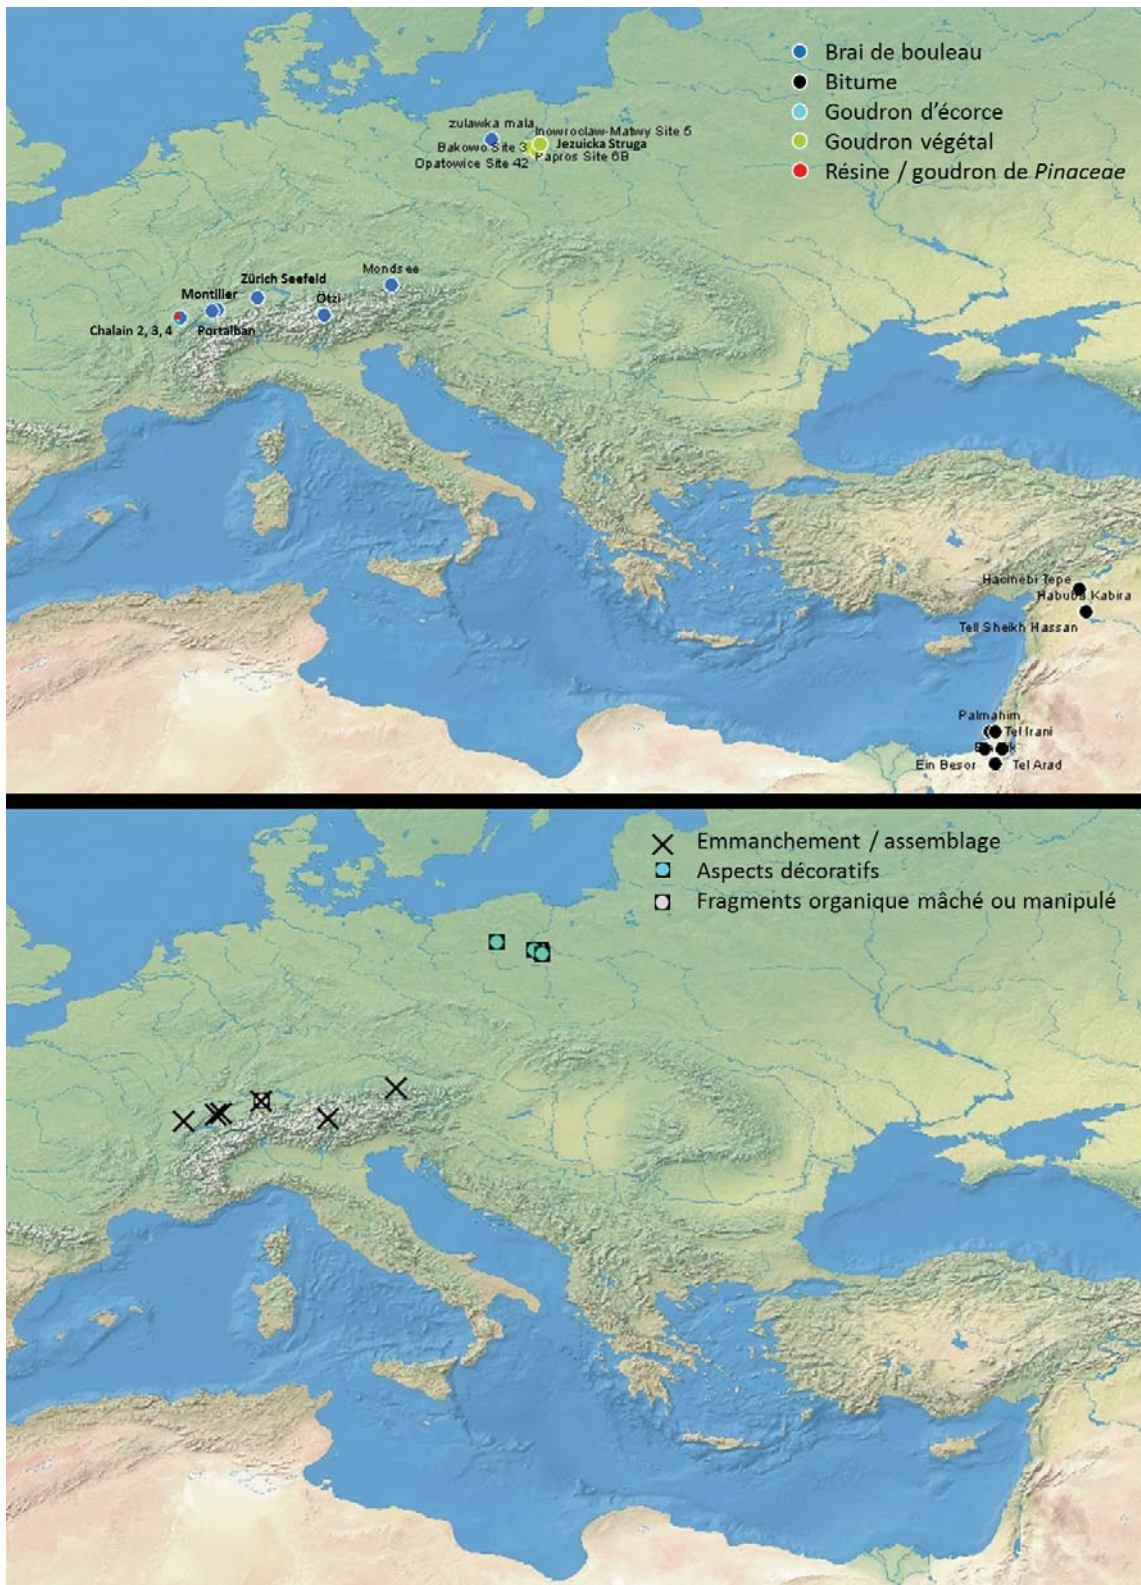 Brai de bouleau
Bitume
Goudron d'écorce
Goudron végétal
Résine / goudron de Pinaceae
zulawka mala
Inowroclaw-Matwy Site 5
Bakowo Site 3
Jezuicka Struga
Opatowice Site 42
Papros Site 6B
Mondsee
Zürich Seefeld
Montilier
Ötzi
Chalain 2, 3, 4
Portalban
Hacinebi Tepe
Habuba Kabira
Tell Sheikh Hassan
Palmahim
Tel Irani
Ein Besor
Tel Arad
Emmanchement / assemblage
Aspects décoratifs
Fragments organique mâché ou manipulé